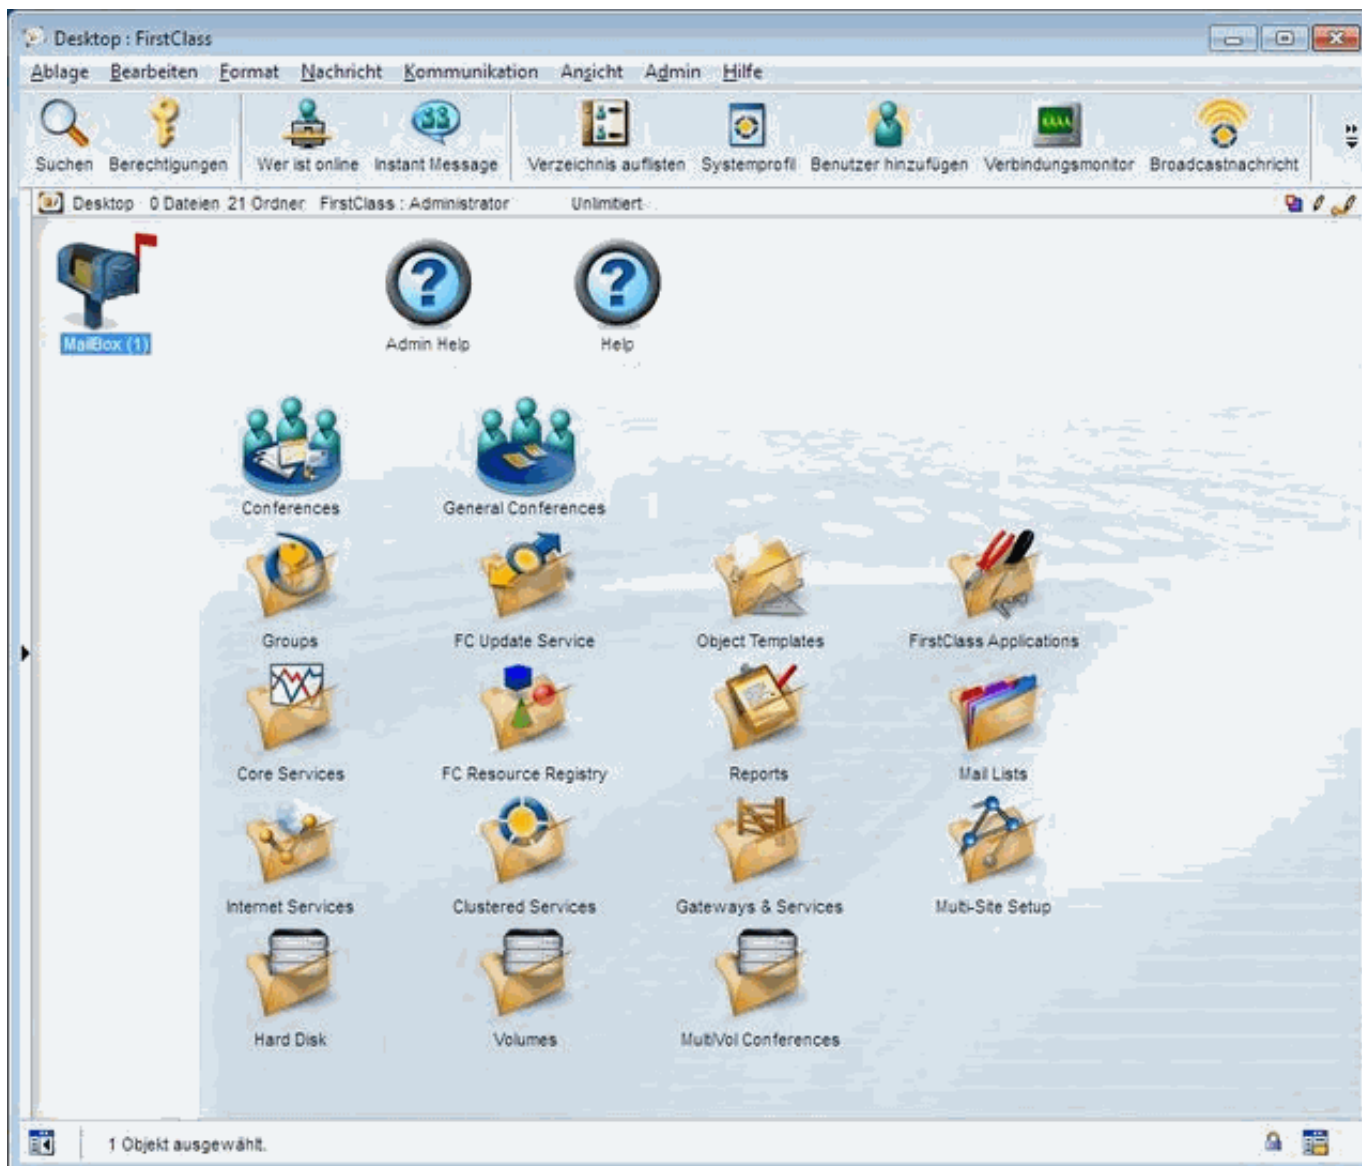 Desktop : FirstClass
Ablage Bearbeiten Format Nachricht Kommunikation Ansicht Admin Hilfe
Suchen Berechtigungen Wer ist online Instant Message Verzeichnis auflisten Systemprofil Benutzer hinzufügen Verbindungsmonitor Broadcastnachricht
Desktop 0 Dateien 21 Ordner FirstClass : Administrator Unlimitiert
MailBox (1)
Admin Help Help
Conferences General Conferences
Groups FC Update Service Object Templates FirstClass Applications
Core Services FC Resource Registry Reports Mail Lists
Internet Services Clustered Services Gateways & Services Multi-Site Setup
Hard Disk Volumes MultiVol Conferences
1 Objekt ausgewählt.